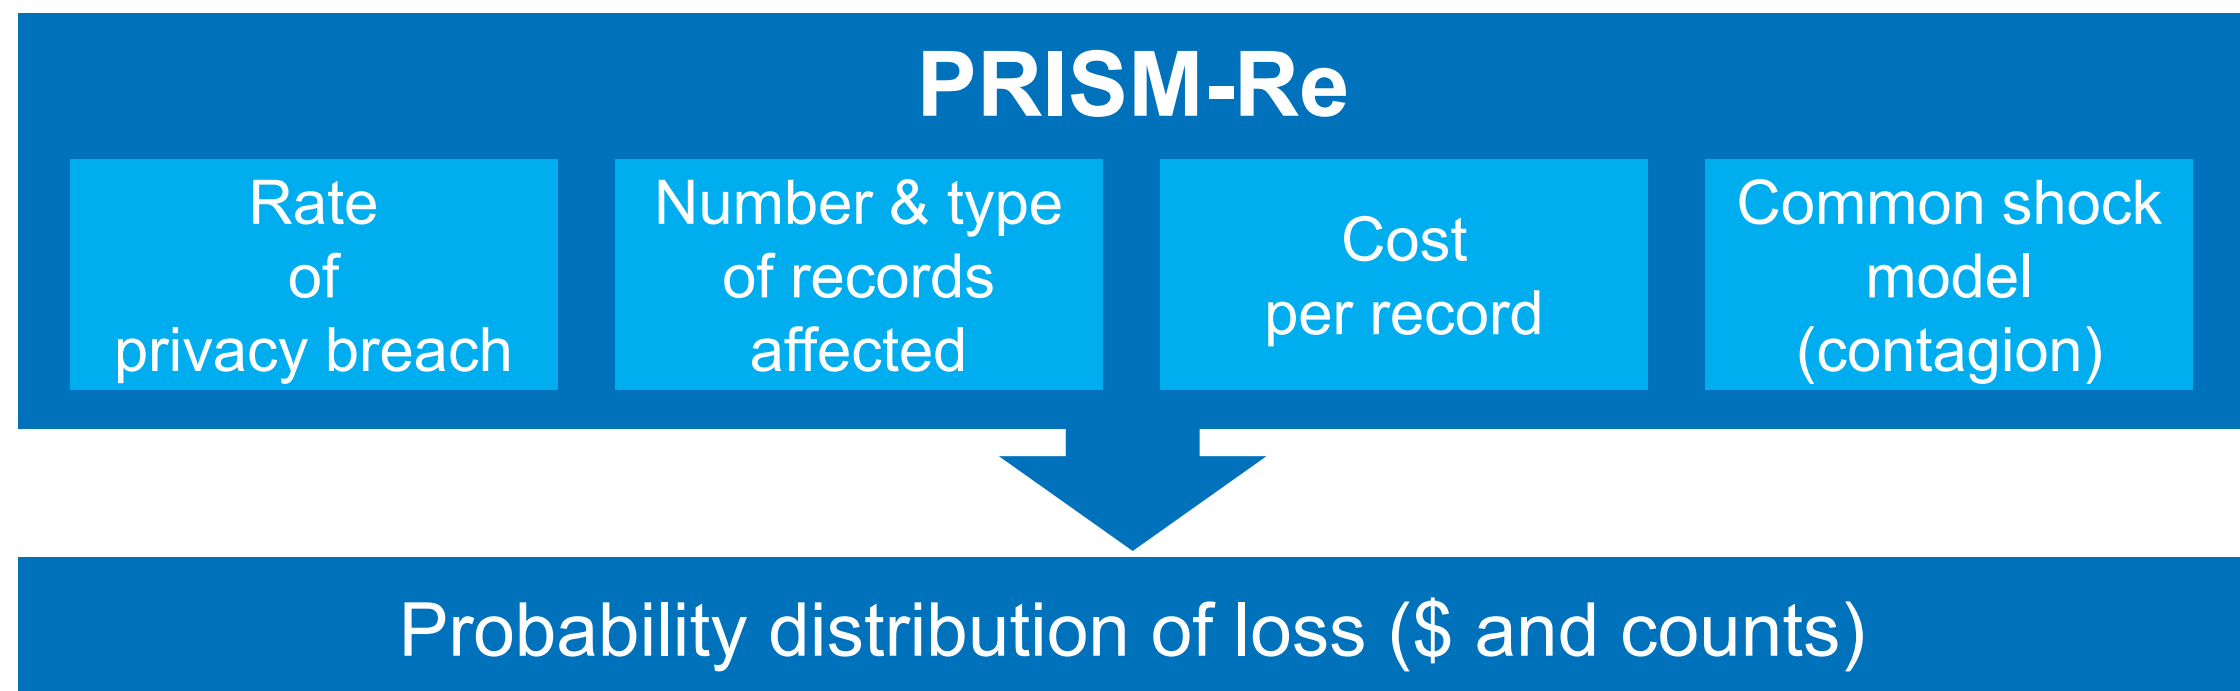 PRISM-Re
Rate
of
privacy breach
Number & type
of records
affected
Cost
per record
Common shock
model
(contagion)
Probability distribution of loss ($ and counts)